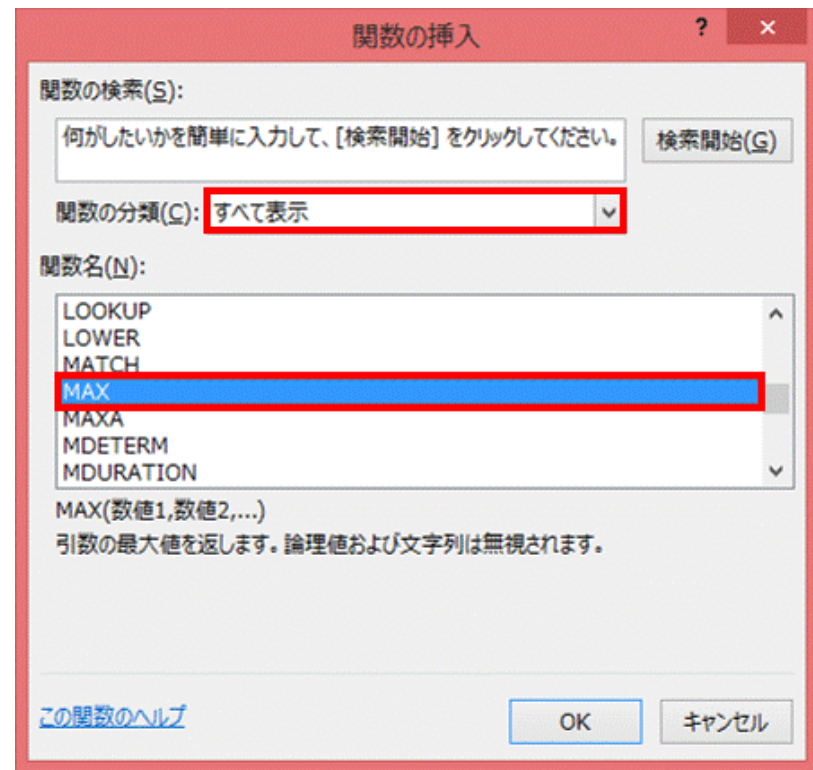 関数の挿入 ? ×
関数の検索(S):
何がしたいかを簡単に入力して、[検索開始] をクリックしてください。 検索開始(G)
関数の分類(C): すべて表示
関数名(N):
LOOKUP
LOWER
MATCH
MAX
MAXA
MDETERM
MDURATION
MAX(数値1,数値2,...)
引数の最大値を返します。論理値および文字列は無視されます。
この関数のヘルプ OK キャンセル